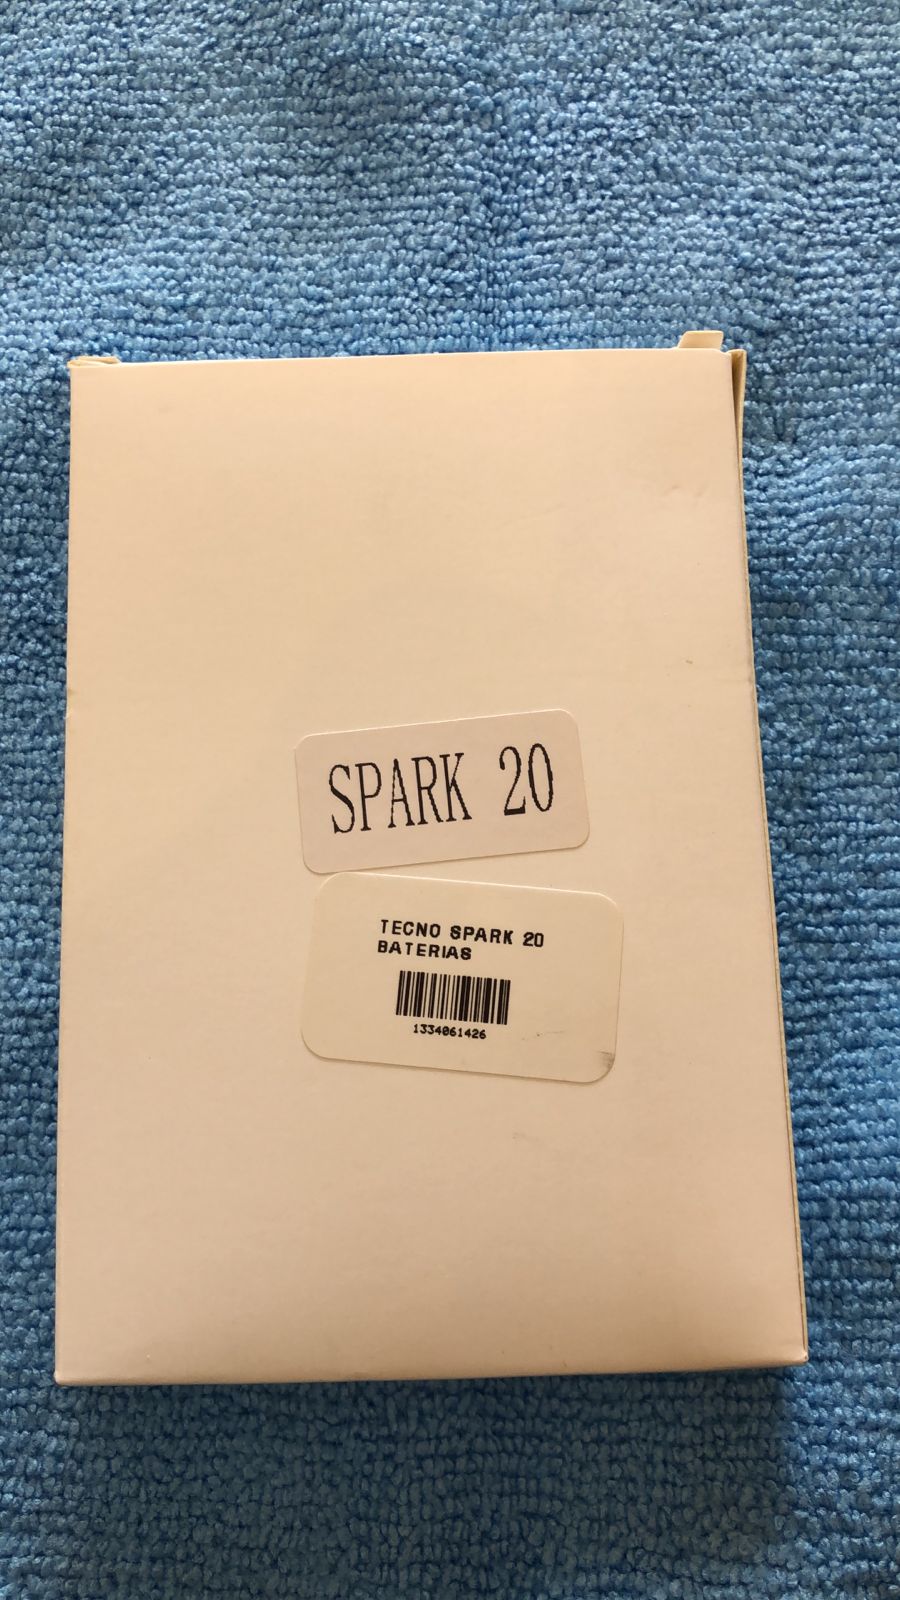 SPARK 20
TECNO SPARK 20
BATERIAS
1334061426